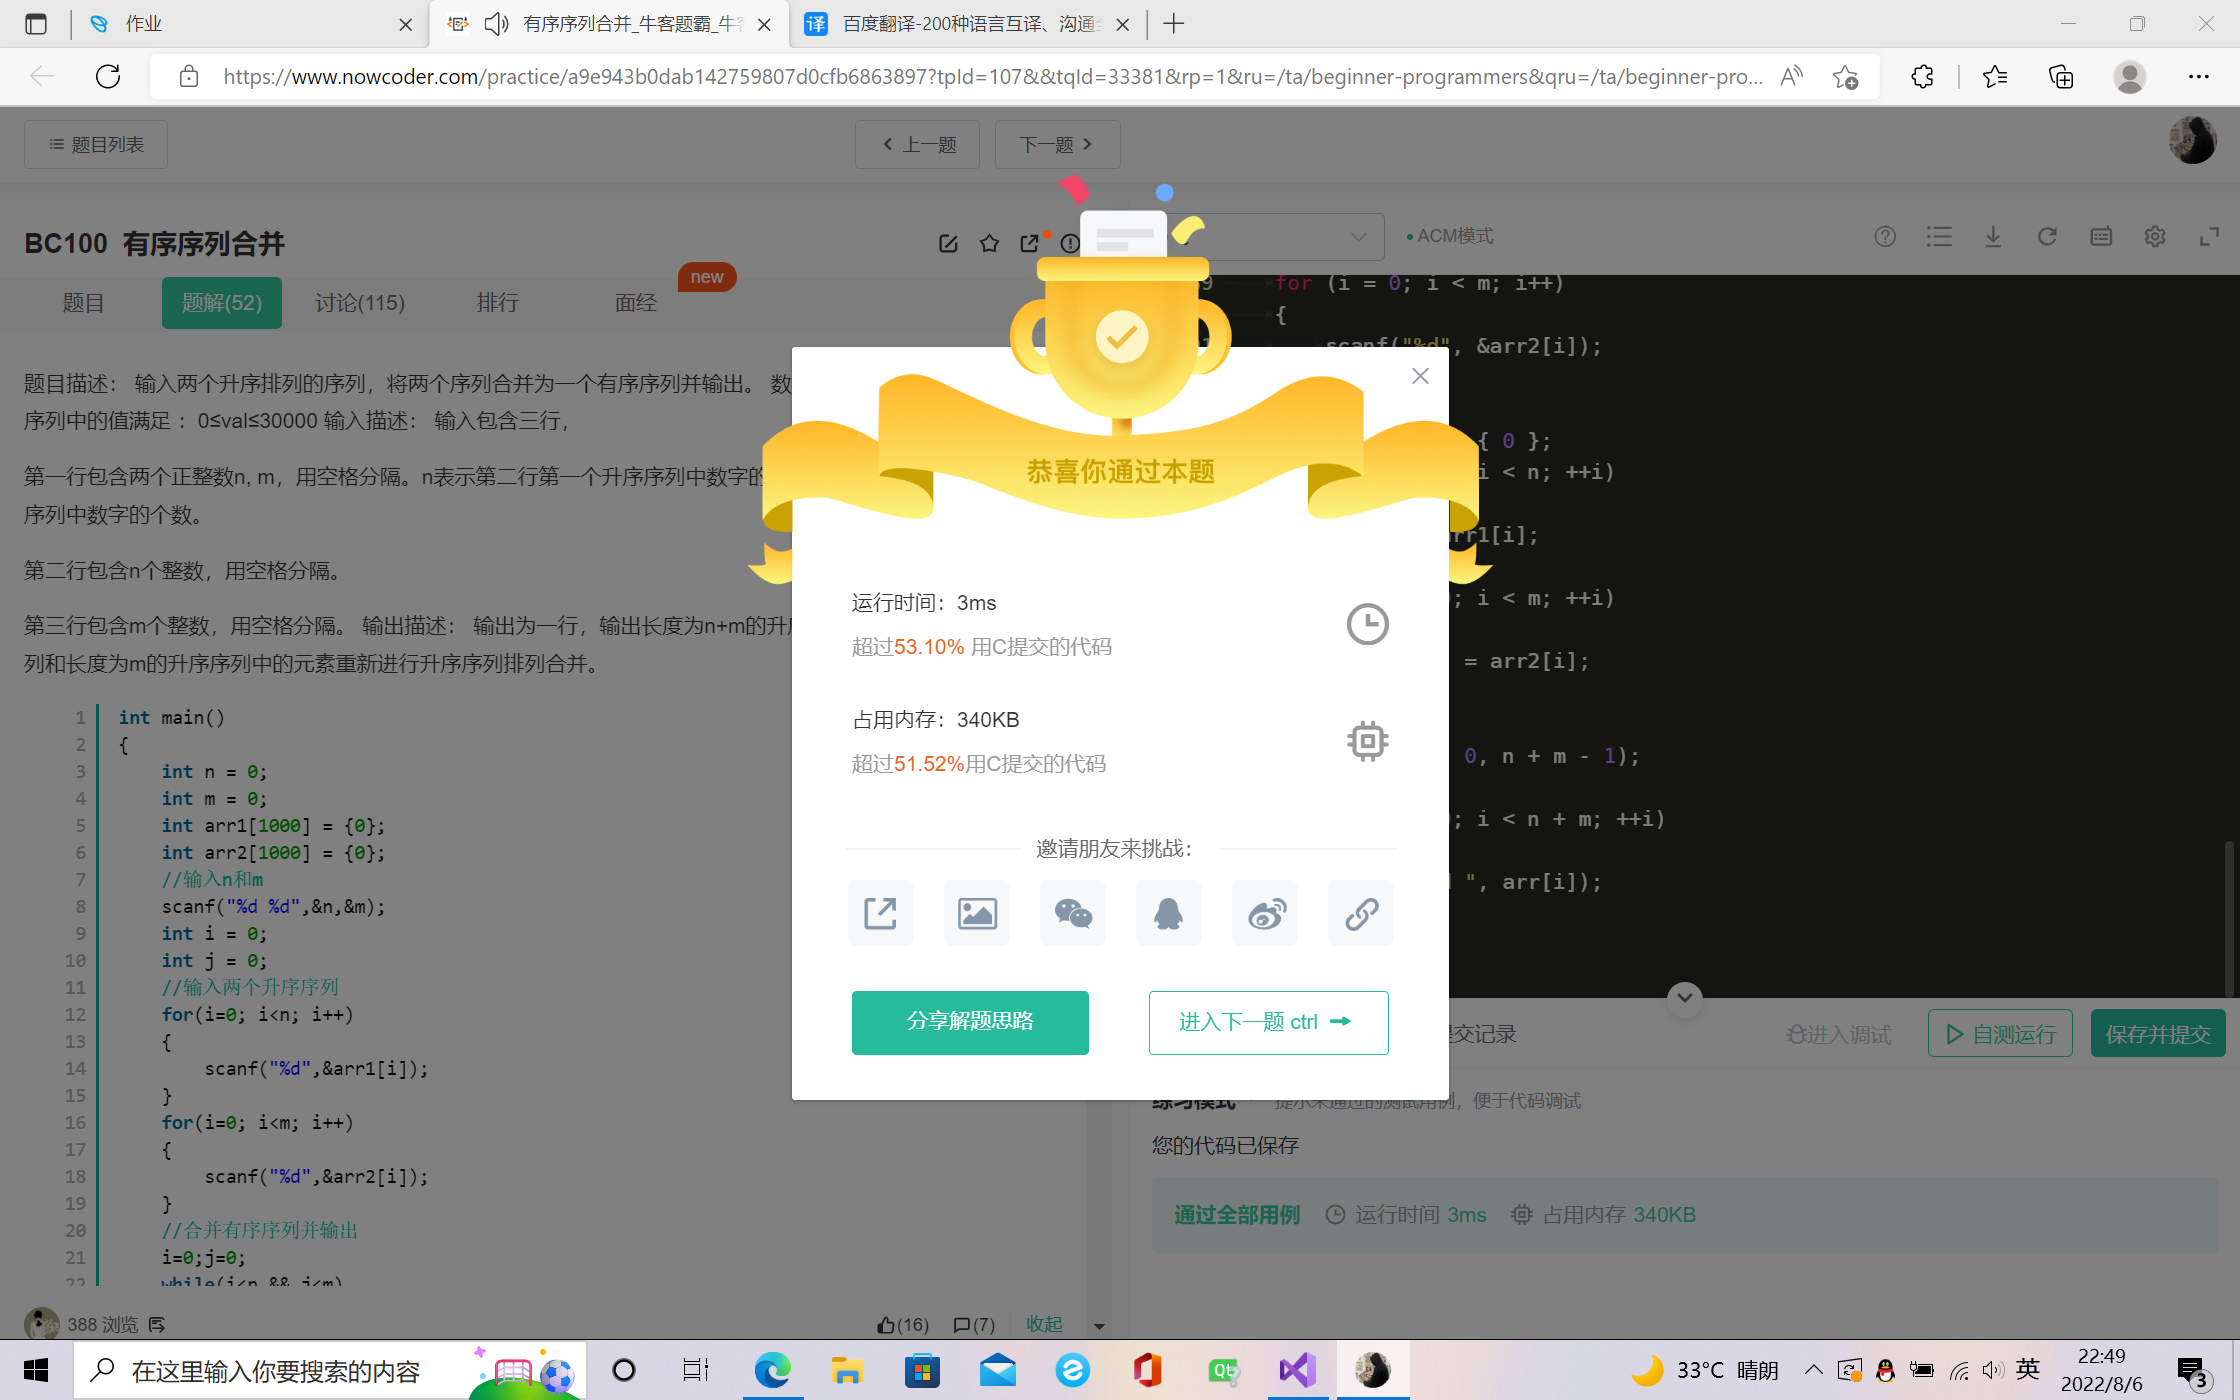 作业
有序序列合并_牛客题霸_牛客
百度翻译-200种语言互译、沟通全
https://www.nowcoder.com/practice/a9e943b0dab142759807d0cfb6863897?tpId=107&&tqId=33381&rp=1&ru=/ta/beginner-programmers&qru=/ta/beginner-pro...
题目列表
上一题
下一题
BC100 有序序列合并
ACM模式
new
题目
题解(52)
讨论(115)
排行
面经
题目描述： 输入两个升序排列的序列，将两个序列合并为一个有序序列并输出。 数
序列中的值满足 ：0≤val≤30000 输入描述： 输入包含三行，
第一行包含两个正整数n, m，用空格分隔。n表示第二行第一个升序序列中数字的
序列中数字的个数。
第二行包含n个整数，用空格分隔。
第三行包含m个整数，用空格分隔。 输出描述： 输出为一行，输出长度为n+m的升
列和长度为m的升序序列中的元素重新进行升序序列排列合并。
1 int main()
2 {
3 int n = 0;
4 int m = 0;
5 int arr1[1000] = {0};
6 int arr2[1000] = {0};
7 //输入n和m
8 scanf("%d %d",&n,&m);
9 int i = 0;
10 int j = 0;
11 //输入两个升序序列
12 for(i=0; i<n; i++)
13 {
14 scanf("%d",&arr1[i]);
15 }
16 for(i=0; i<m; i++)
17 {
18 scanf("%d",&arr2[i]);
19 }
20 //合并有序序列并输出
21 i=0;j=0;
22 while(i<n && j<m)
388 浏览
(16)
(7)
收起
9 for (i = 0; i < m; i++)
{
scanf("%d", &arr2[i]);
{ 0 };
i < n; ++i)
arr1[i];
; i < m; ++i)
= arr2[i];
0, n + m - 1);
; i < n + m; ++i)
", arr[i]);
恭喜你通过本题
运行时间：3ms
超过53.10% 用C提交的代码
占用内存：340KB
超过51.52%用C提交的代码
邀请朋友来挑战：
分享解题思路
进入下一题 ctrl
提交记录
进入调试
自测运行
保存并提交
练习模式
提示未通过的测试用例，便于代码调试
您的代码已保存
通过全部用例 运行时间 3ms 占用内存 340KB
在这里输入你要搜索的内容
33°C 晴朗
英
22:49
2022/8/6
3